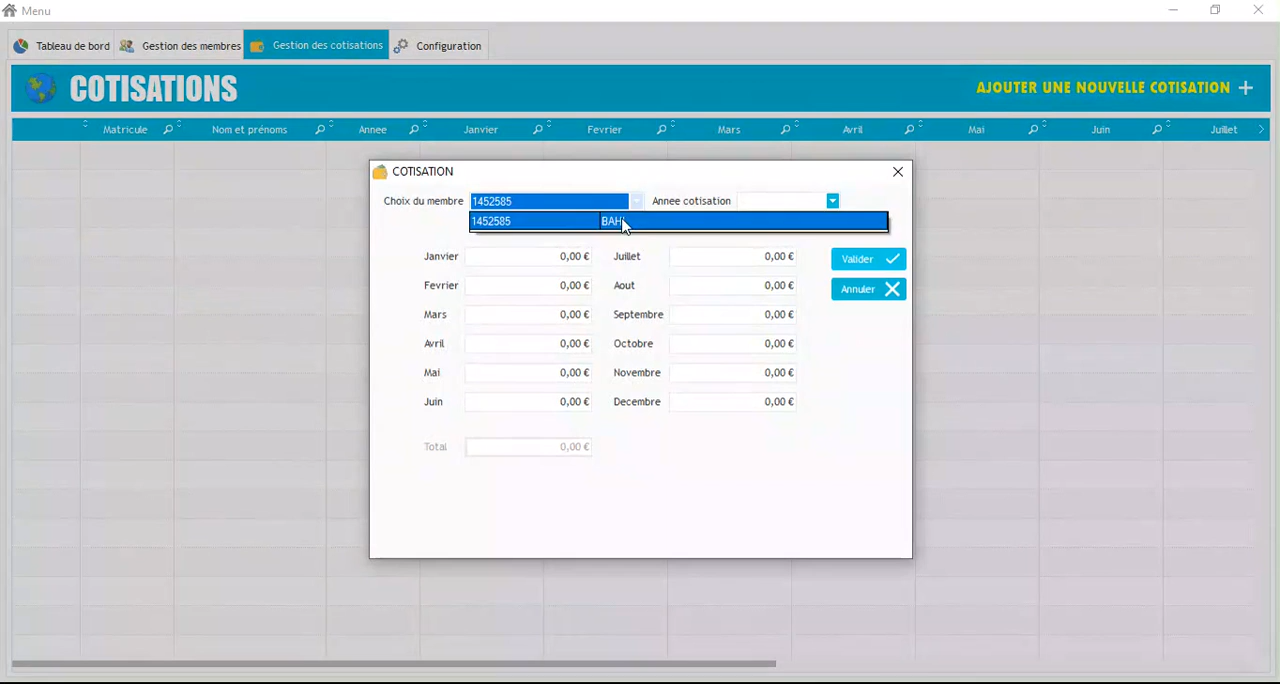 Menu
Tableau de bord Gestion des membres Gestion des cotisations Configuration
COTISATIONS AJOUTER UNE NOUVELLE COTISATION
Matricule Nom et prénoms Annee Janvier Fevrier Mars Avril Mai Juin Juillet
COTISATION
Choix du membre 1452585 Annee cotisation
1452585
Janvier 0,00 € Juillet 0,00 € Valider
Fevrier 0,00 € Aout 0,00 € Annuler
Mars 0,00 € Septembre 0,00 €
Avril 0,00 € Octobre 0,00 €
Mai 0,00 € Novembre 0,00 €
Juin 0,00 € Decembre 0,00 €
Total 0,00 €